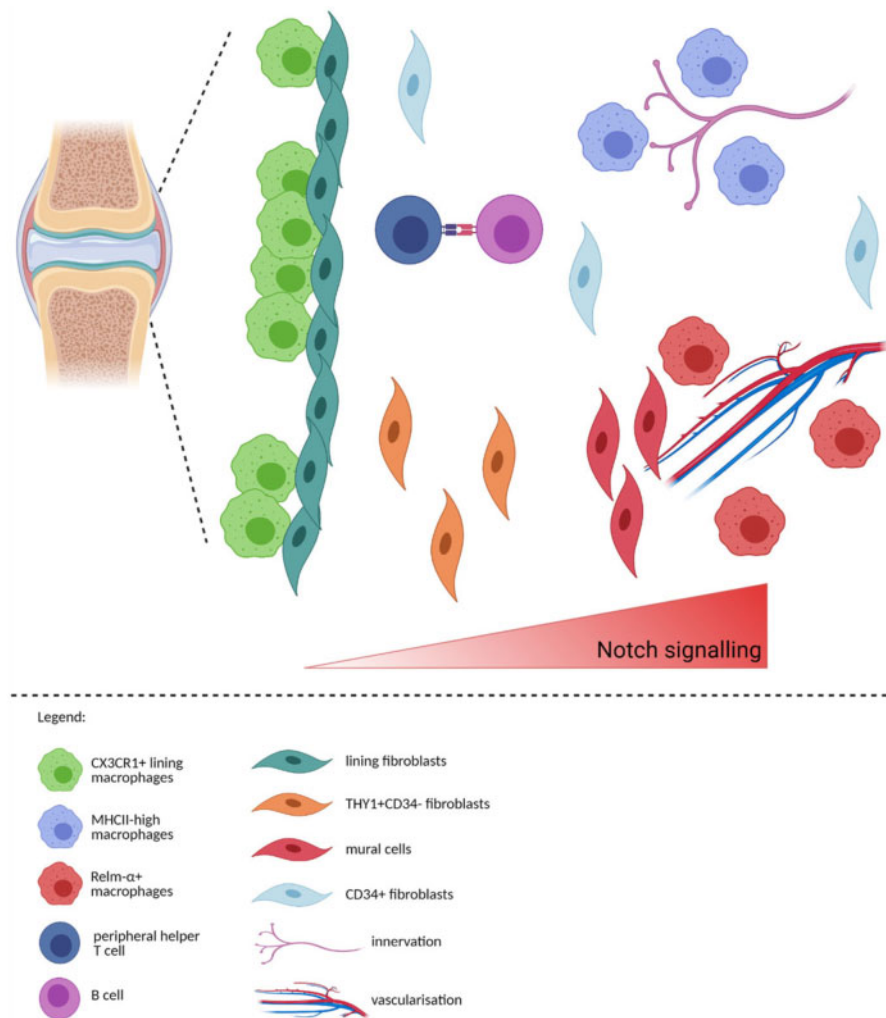 Notch signalling
Legend:
CX3CR1+ lining
macrophages
MHCII-high
macrophages
Relm-α+
macrophages
peripheral helper
T cell
B cell
lining fibroblasts
THY1+CD34- fibroblasts
mural cells
CD34+ fibroblasts
innervation
vascularisation